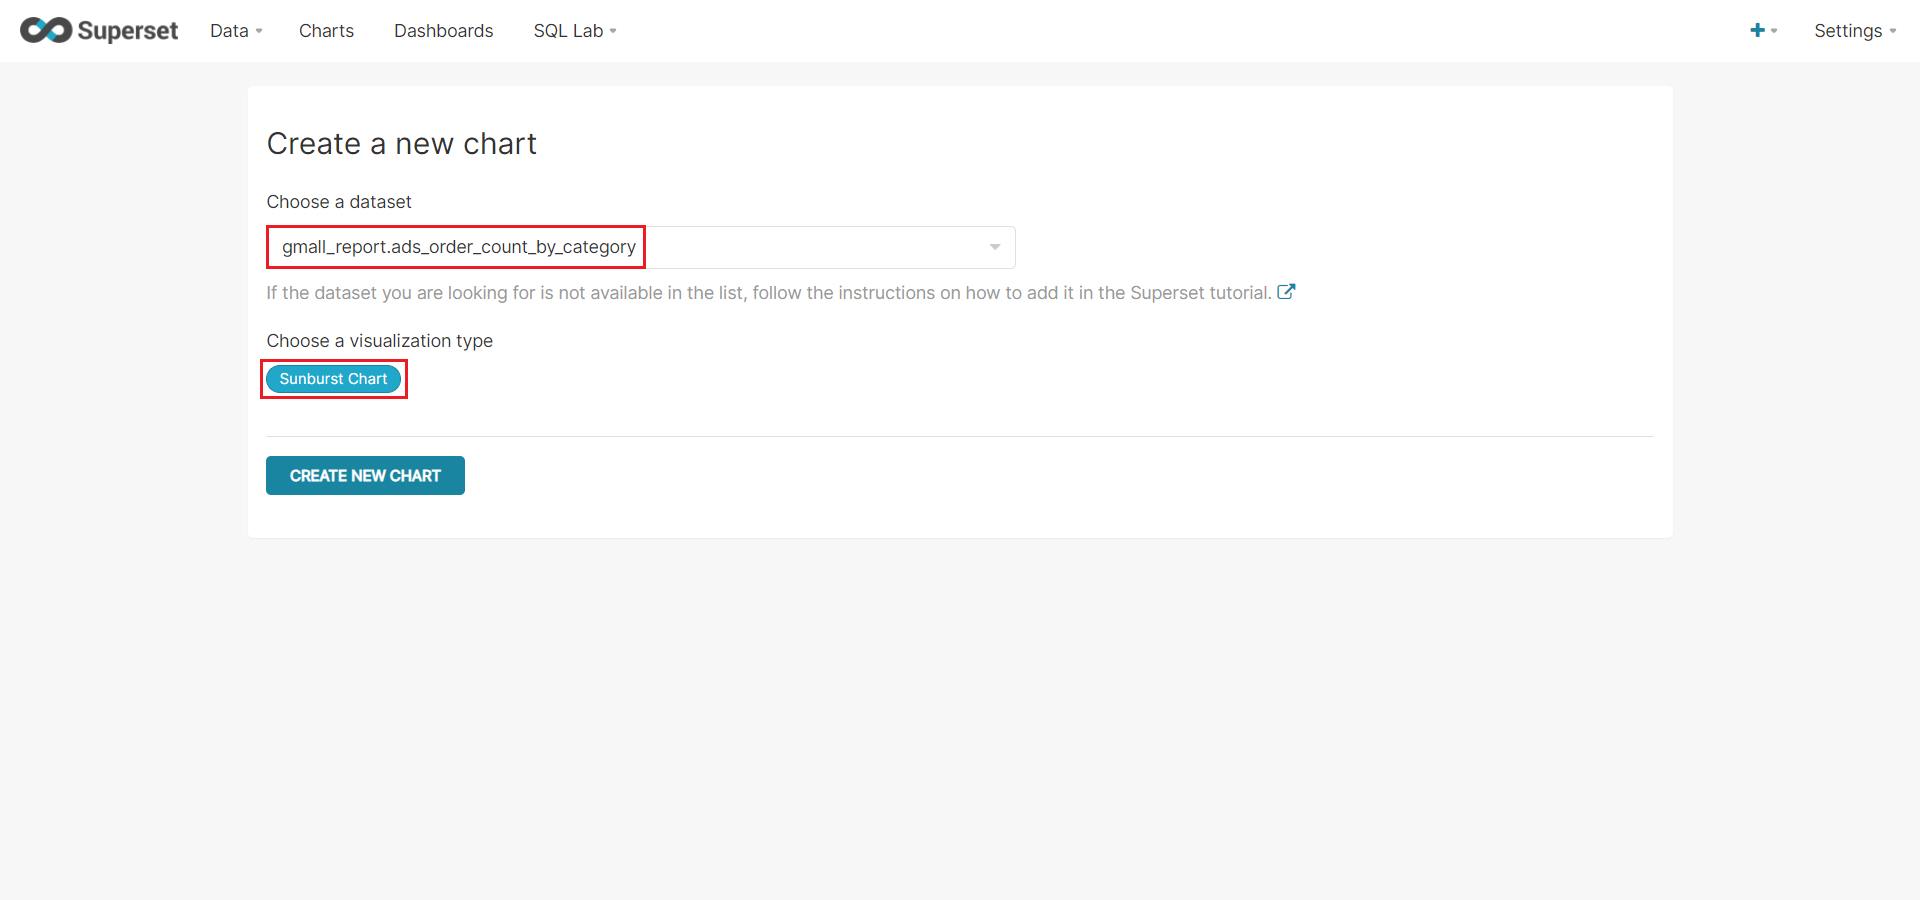 Superset Data Charts Dashboards SQL Lab Settings
Create a new chart
Choose a dataset
gmall_report.ads_order_count_by_category
If the dataset you are looking for is not available in the list, follow the instructions on how to add it in the Superset tutorial.
Choose a visualization type
Sunburst Chart
CREATE NEW CHART